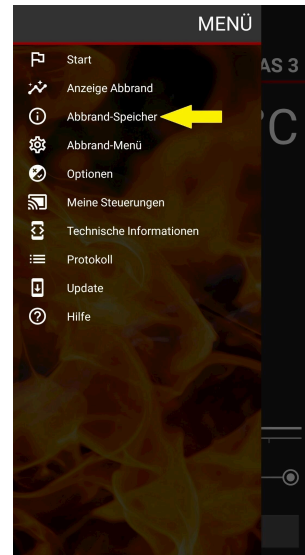 MENÜ
Start
AS 3
Anzeige Abbrand
Abbrand-Speicher
°C
Abbrand-Menü
Optionen
Meine Steuerungen
Technische Informationen
Protokoll
Update
Hilfe